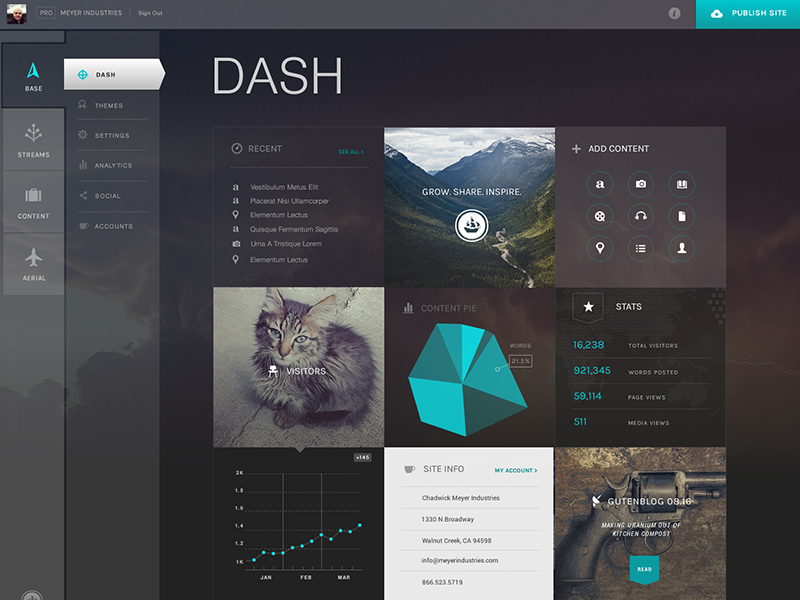 PRO MEYER INDUSTRIES Sign Out
i PUBLISH SITE
BASE
STREAMS
CONTENT
AERIAL
DASH
THEMES
SETTINGS
ANALYTICS
SOCIAL
ACCOUNTS
DASH
RECENT SEE ALL >
a Vestibulum Metus Elit
a Placerat Nisi Ullamcorper
Elementum Lectus
a Quisque Fermentum Sagittis
Urna A Tristique Lorem
Elementum Lectus
GROW. SHARE. INSPIRE.
+ ADD CONTENT
a
VISITORS
CONTENT PIE
WORDS
21.5%
STATS
16,238 TOTAL VISITORS
921,345 WORDS POSTED
59,114 PAGE VIEWS
511 MEDIA VIEWS
+145
2K
1.8
1.6
1.4
1.2
1K
JAN FEB MAR
SITE INFO MY ACCOUNT >
Chadwick Meyer Industries
1330 N.Broadway
Walnut Creek, CA 94598
info@meyerindustries.com
866.523.5719
GUTENBLOG 08.16
MAKING URANIUM OUT OF
KITCHEN COMPOST
READ